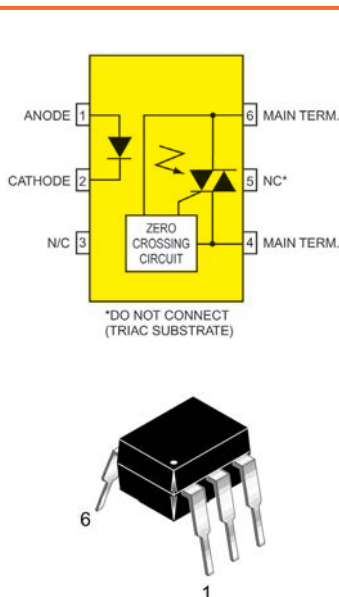 ANODE 1
6 MAIN TERM.
CATHODE 2
5 NC*
N/C 3
ZERO
CROSSING
CIRCUIT
4 MAIN TERM.
*DO NOT CONNECT
(TRIAC SUBSTRATE)
6
1